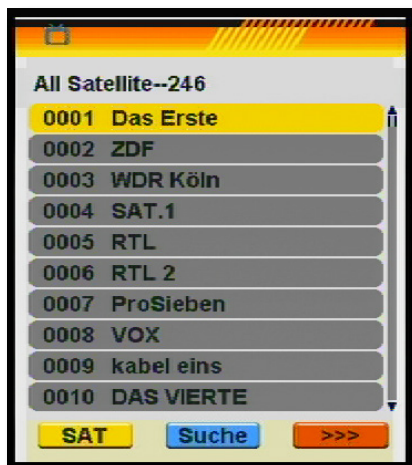 All Satellite--246
0001 Das Erste
0002 ZDF
0003 WDR Köln
0004 SAT.1
0005 RTL
0006 RTL 2
0007 ProSieben
0008 VOX
0009 kabel eins
0010 DAS VIERTE
SAT Suche >>>